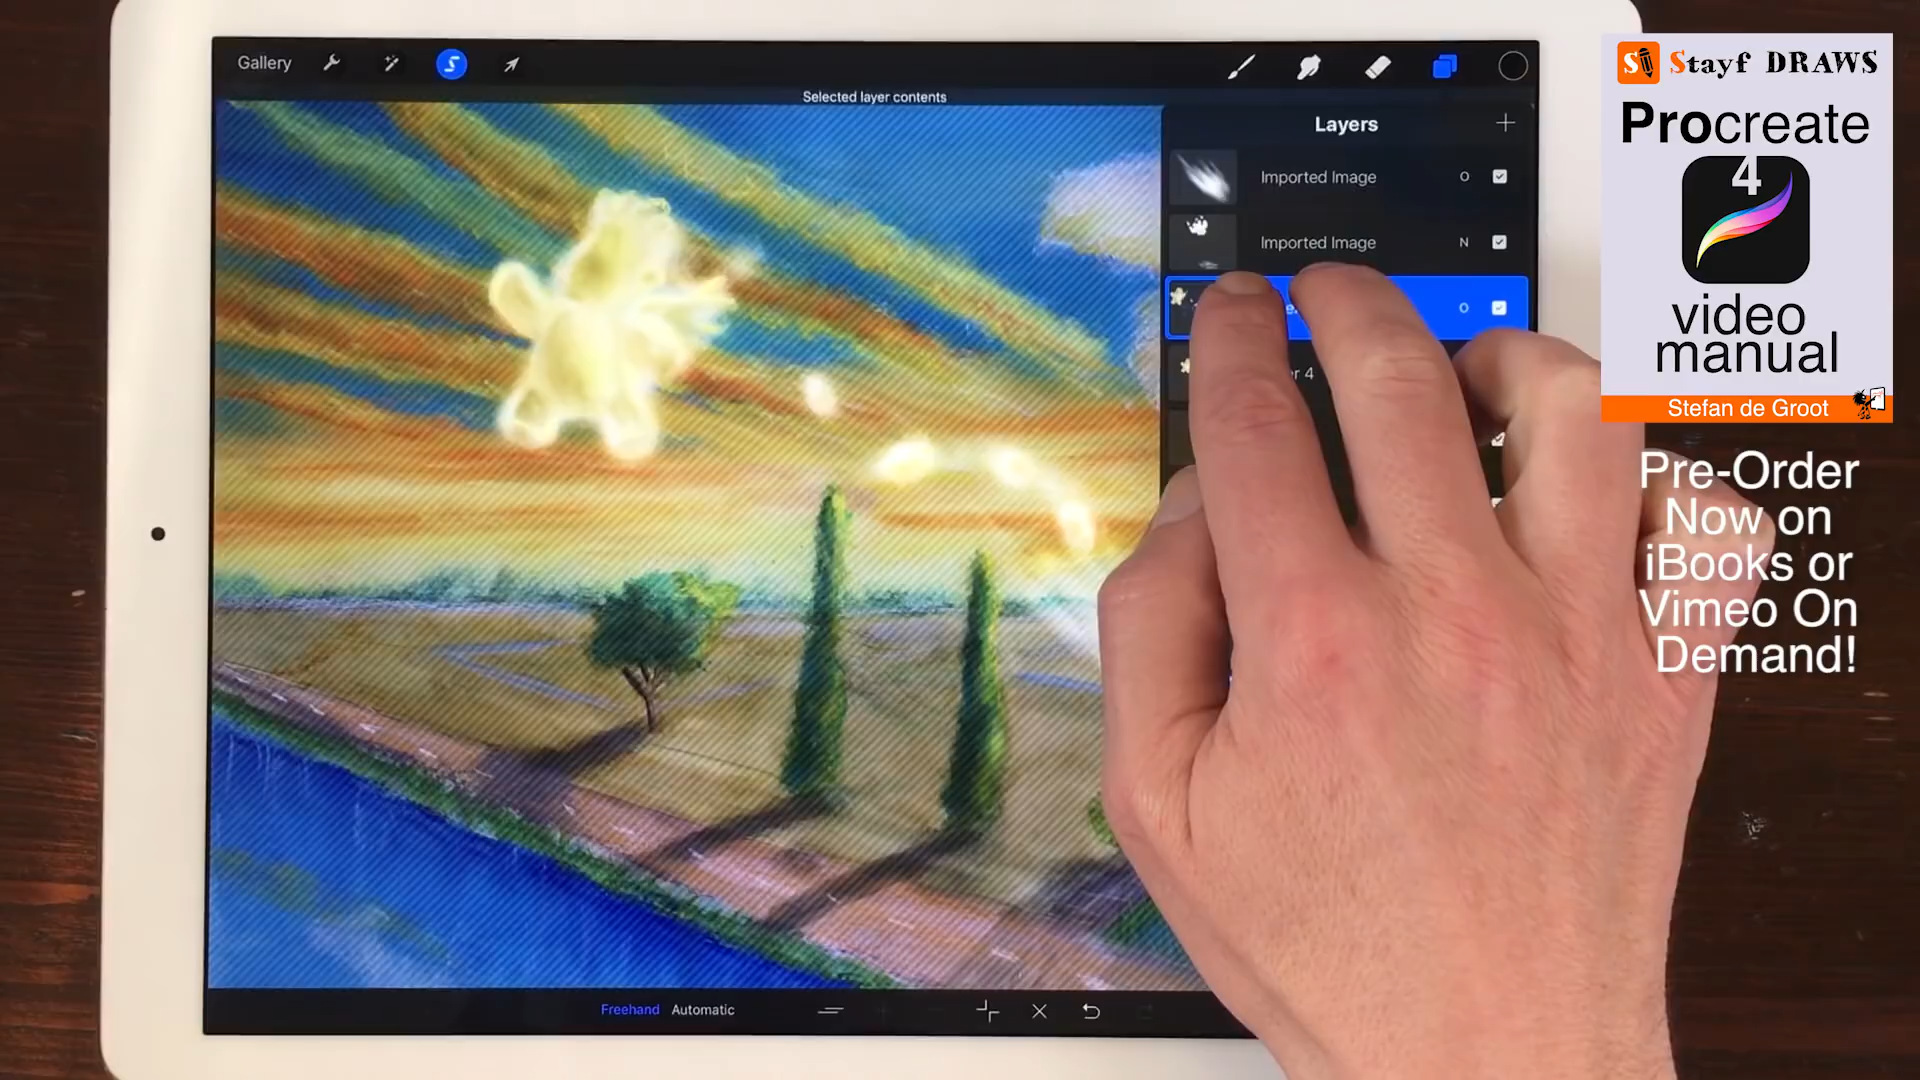 Gallery
Selected layer contents
Layers
Imported Image O
Imported Image N
O
r 4
Freehand Automatic
Stayf DRAWS
Procreate
4
video
manual
Stefan de Groot
Pre-Order
Now on
iBooks or
Vimeo On
Demand!